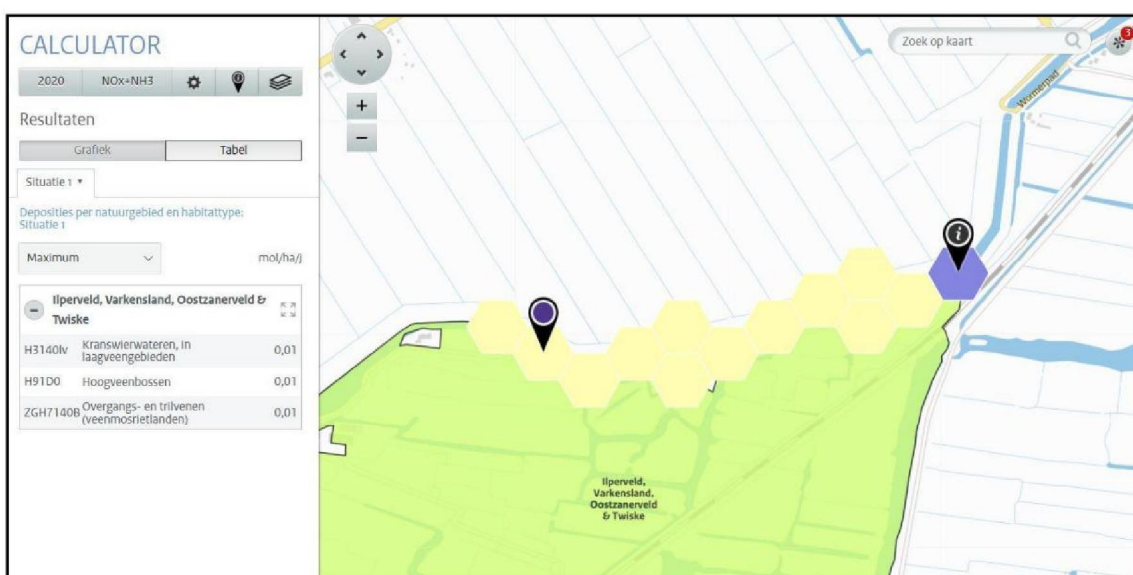 CALCULATOR
2020 NOx+NH3
Resultaten
Grafiek Tabel
Situatie 1
Deposities per natuurgebied en habitattype:
Situatie 1
Maximum mol/ha/j
Ilperveld, Varkensland, Oostzanerveld &
Twiske
H3140lv Kranswierwateren, in
laagveengebieden 0,01
H91D0 Hoogveenbossen 0,01
ZGH7140B Overgangs- en trilvenen
(veenmosrietlanden) 0,01
Zoek op kaart
3
Wormerpad
Ilperveld,
Varkensland,
Oostzanerveld
& Twiske